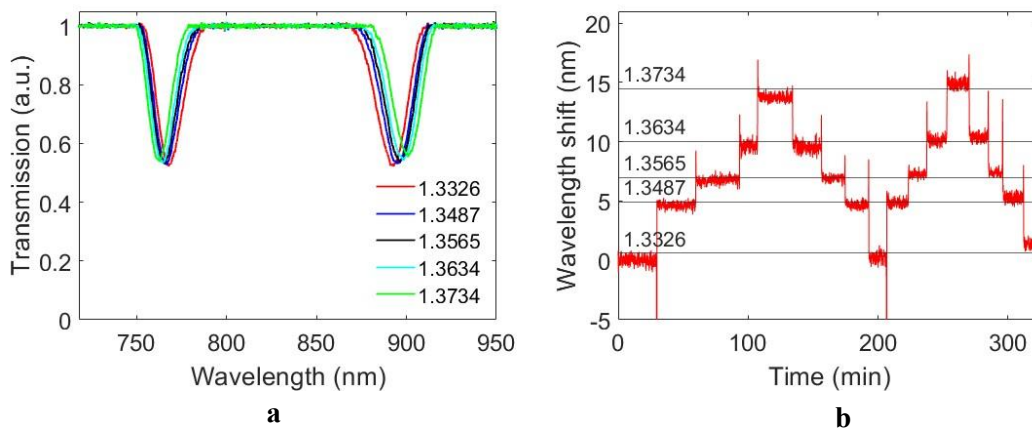 Transmission (a.u.)
1
0.8
0.6
0.4
0.2
0
1.3326
1.3487
1.3565
1.3634
1.3734
750 800 850 900 950
Wavelength (nm)
a
Wavelength shift (nm)
20
15
10
5
0
-5
1.3734
1.3634
1.3565
1.3487
1.3326
0 100 200 300
Time (min)
b